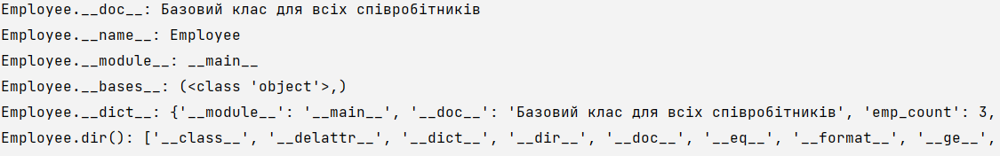 Employee.__doc__: Базовий клас для всіх співробітників
Employee.__name__: Employee
Employee.__module__: __main__
Employee.__bases__: (<class 'object'>,)
Employee.__dict__: {'__module__': '__main__', '__doc__': 'Базовий клас для всіх співробітників', 'emp_count': 3,
Employee.dir(): ['__class__', '__delattr__', '__dict__', '__dir__', '__doc__', '__eq__', '__format__', '__ge__',